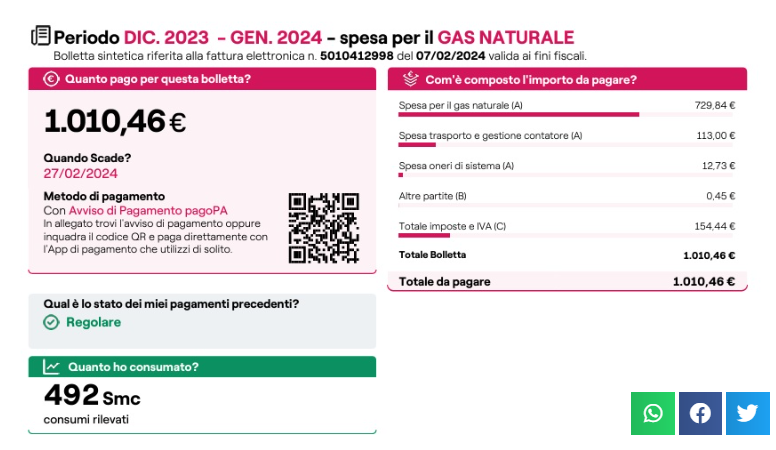 Periodo DIC. 2023 - GEN. 2024 - spesa per il GAS NATURALE
Bolletta sintetica riferita alla fattura elettronica n. 5010412998 del 07/02/2024 valida ai fini fiscali.
Quanto pago per questa bolletta?
1.010,46 €
Quando Scade?
27/02/2024
Metodo di pagamento
Con Avviso di Pagamento pagoPA
In allegato trovi l'avviso di pagamento oppure
inquadra il codice QR e paga direttamente con
l'App di pagamento che utilizzi di solito.
Com'è composto l'importo da pagare?
Spesa per il gas naturale (A) 729,84 €
Spesa trasporto e gestione contatore (A) 113,00 €
Spesa oneri di sistema (A) 12,73 €
Altre partite (B) 0,45 €
Totale imposte e IVA (C) 154,44 €
Totale Bolletta 1.010,46 €
Totale da pagare 1.010,46 €
Qual è lo stato dei miei pagamenti precedenti?
Regolare
Quanto ho consumato?
492 Smc
consumi rilevati